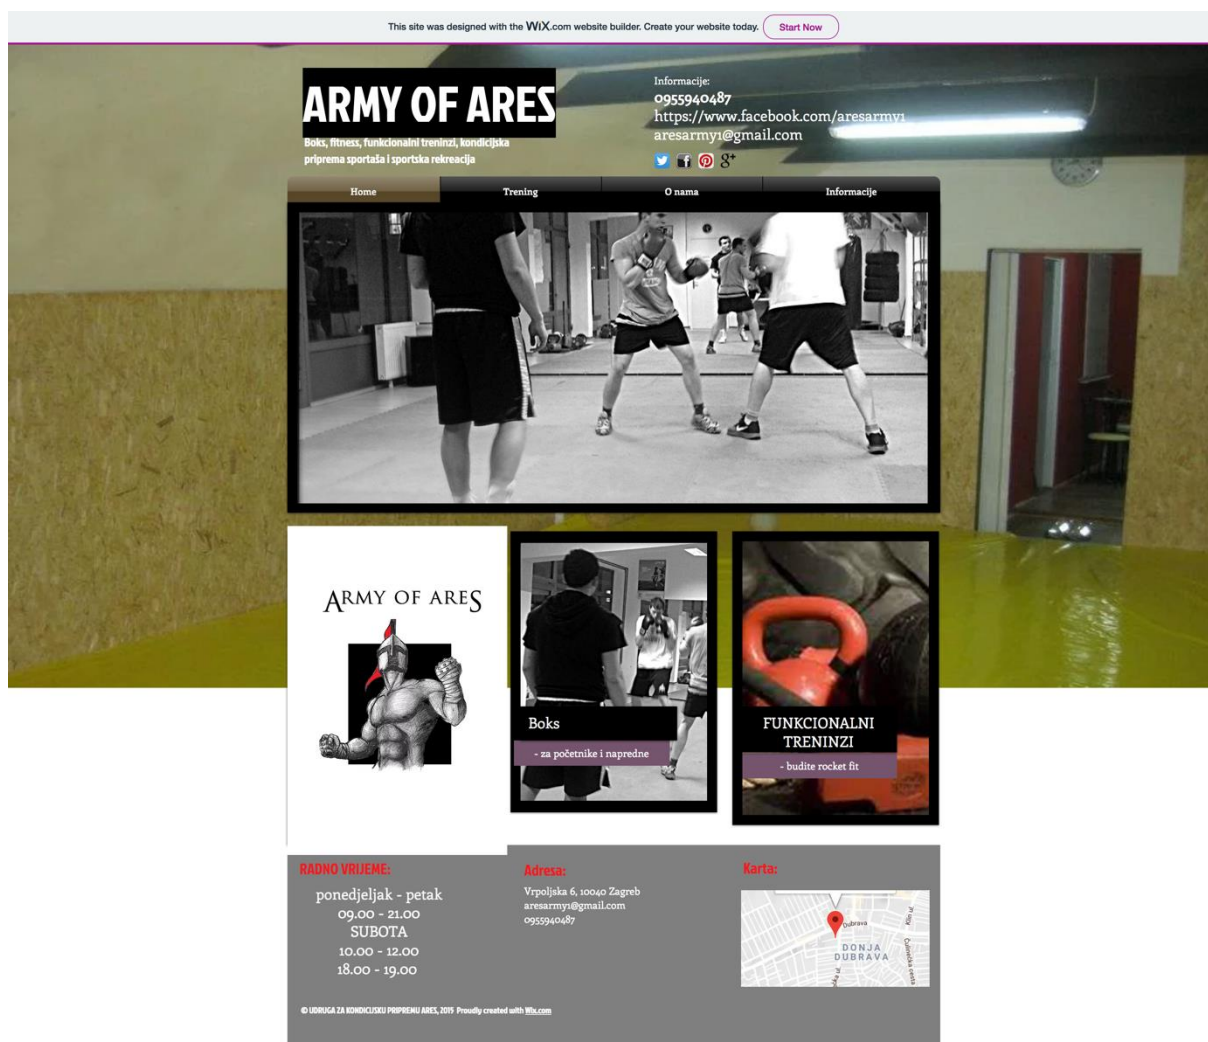 This site was designed with the WiX.com website builder. Create your website today. Start Now
ARMY OF ARES
Boks, fitness, funkcionalni treninzi, kondicijska
priprema sportaša i sportska rekreacija
Informacije:
0955940487
https://www.facebook.com/aresarmy1
aresarmy1@gmail.com
Home Trening O nama Informacije
ARMY OF ARES
Boks
- za početnike i napredne
FUNKCIONALNI
TRENINZI
- budite rocket fit
RADNO VRIJEME:
ponedjeljak - petak
09.00 - 21.00
SUBOTA
10.00 - 12.00
18.00 - 19.00
Adresa:
Vrpoljska 6, 10040 Zagreb
aresarmy1@gmail.com
0955940487
Karta:
Dubrava
DONJA
DUBRAVA
Klin ul.
Čulinečka cesta
© UDRUGA ZA KONDICIJSKU PRIPREMU ARES, 2015 Proudly created with Wix.com